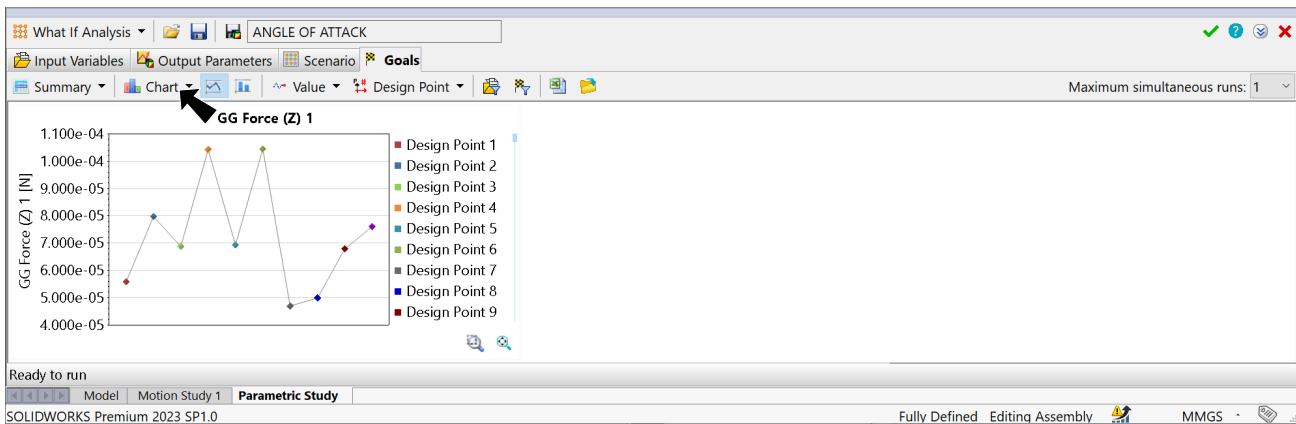 What If Analysis ANGLE OF ATTACK
Input Variables Output Parameters Scenario Goals
Summary Chart Value Design Point Maximum simultaneous runs: 1
GG Force (Z) 1
1.100e-04
1.000e-04
9.000e-05
8.000e-05
7.000e-05
6.000e-05
5.000e-05
4.000e-05
GG Force (Z) 1 [N]
Design Point 1
Design Point 2
Design Point 3
Design Point 4
Design Point 5
Design Point 6
Design Point 7
Design Point 8
Design Point 9
Ready to run
Model Motion Study 1 Parametric Study
SOLIDWORKS Premium 2023 SP1.0 Fully Defined Editing Assembly MMGS